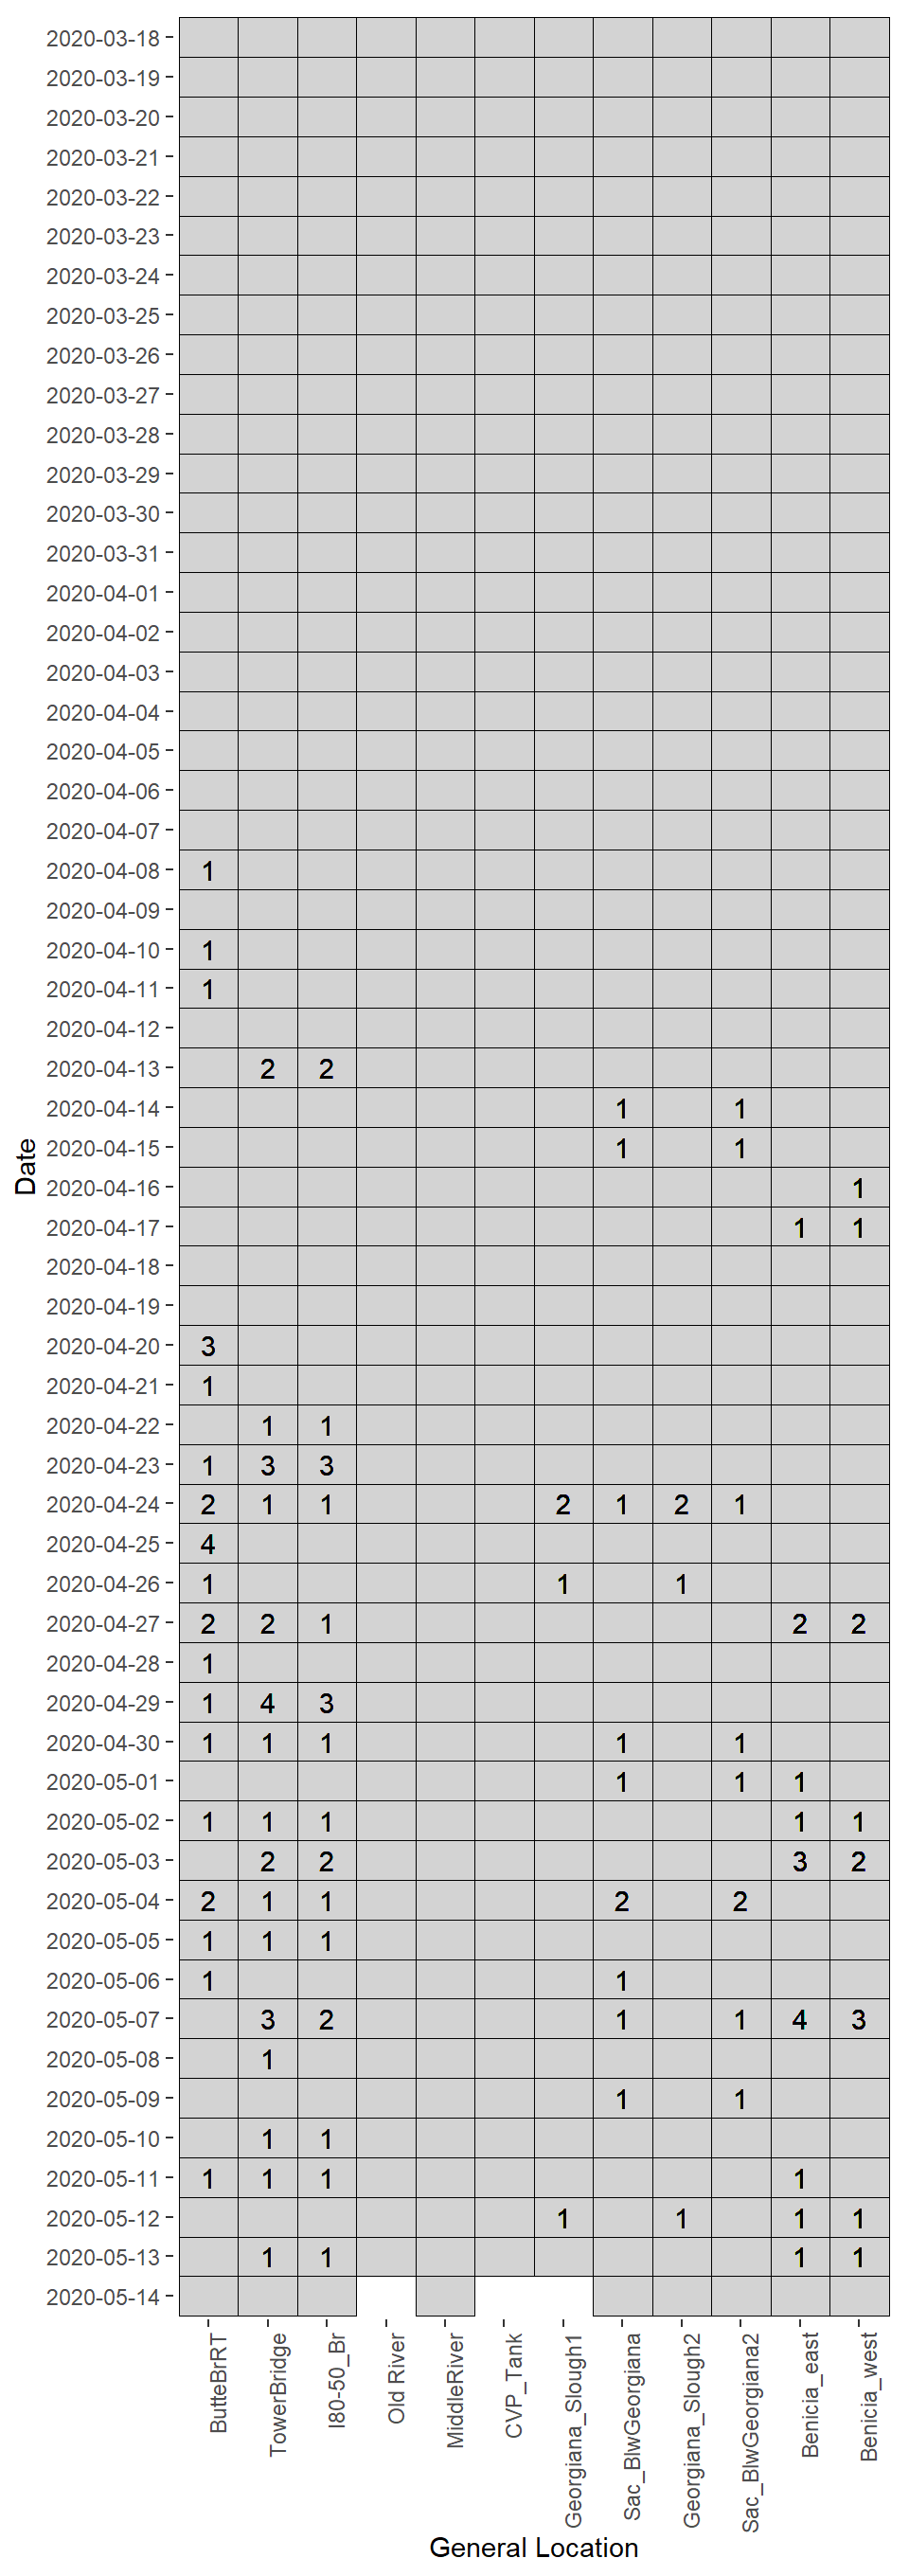 2020-03-18
2020-03-19
2020-03-20
2020-03-21
2020-03-22
2020-03-23
2020-03-24
2020-03-25
2020-03-26
2020-03-27
2020-03-28
2020-03-29
2020-03-30
2020-03-31
2020-04-01
2020-04-02
2020-04-03
2020-04-04
2020-04-05
2020-04-06
2020-04-07
2020-04-08 1
2020-04-09
2020-04-10 1
2020-04-11 1
2020-04-12
2020-04-13 2 2
2020-04-14 1 1
2020-04-15 1 1
2020-04-16 1
2020-04-17 1 1
2020-04-18
2020-04-19
2020-04-20 3
2020-04-21 1
2020-04-22 1 1
2020-04-23 1 3 3
2020-04-24 2 1 1 2 1 2 1
2020-04-25 4
2020-04-26 1 1 1
2020-04-27 2 2 1 2 2
2020-04-28 1
2020-04-29 1 4 3
2020-04-30 1 1 1 1 1
2020-05-01 1 1 1
2020-05-02 1 1 1 1 1
2020-05-03 2 2 3 2
2020-05-04 2 1 1 2 2
2020-05-05 1 1 1
2020-05-06 1 1
2020-05-07 3 2 1 1 4 3
2020-05-08 1
2020-05-09 1 1
2020-05-10 1 1
2020-05-11 1 1 1 1
2020-05-12 1 1 1 1
2020-05-13 1 1 1 1
2020-05-14
Date
ButteBrRT
TowerBridge
I80-50_Br
Old River
MiddleRiver
CVP_Tank
Georgiana_Slough1
Sac_BlwGeorgiana
Georgiana_Slough2
Sac_BlwGeorgiana2
Benicia_east
Benicia_west
General Location